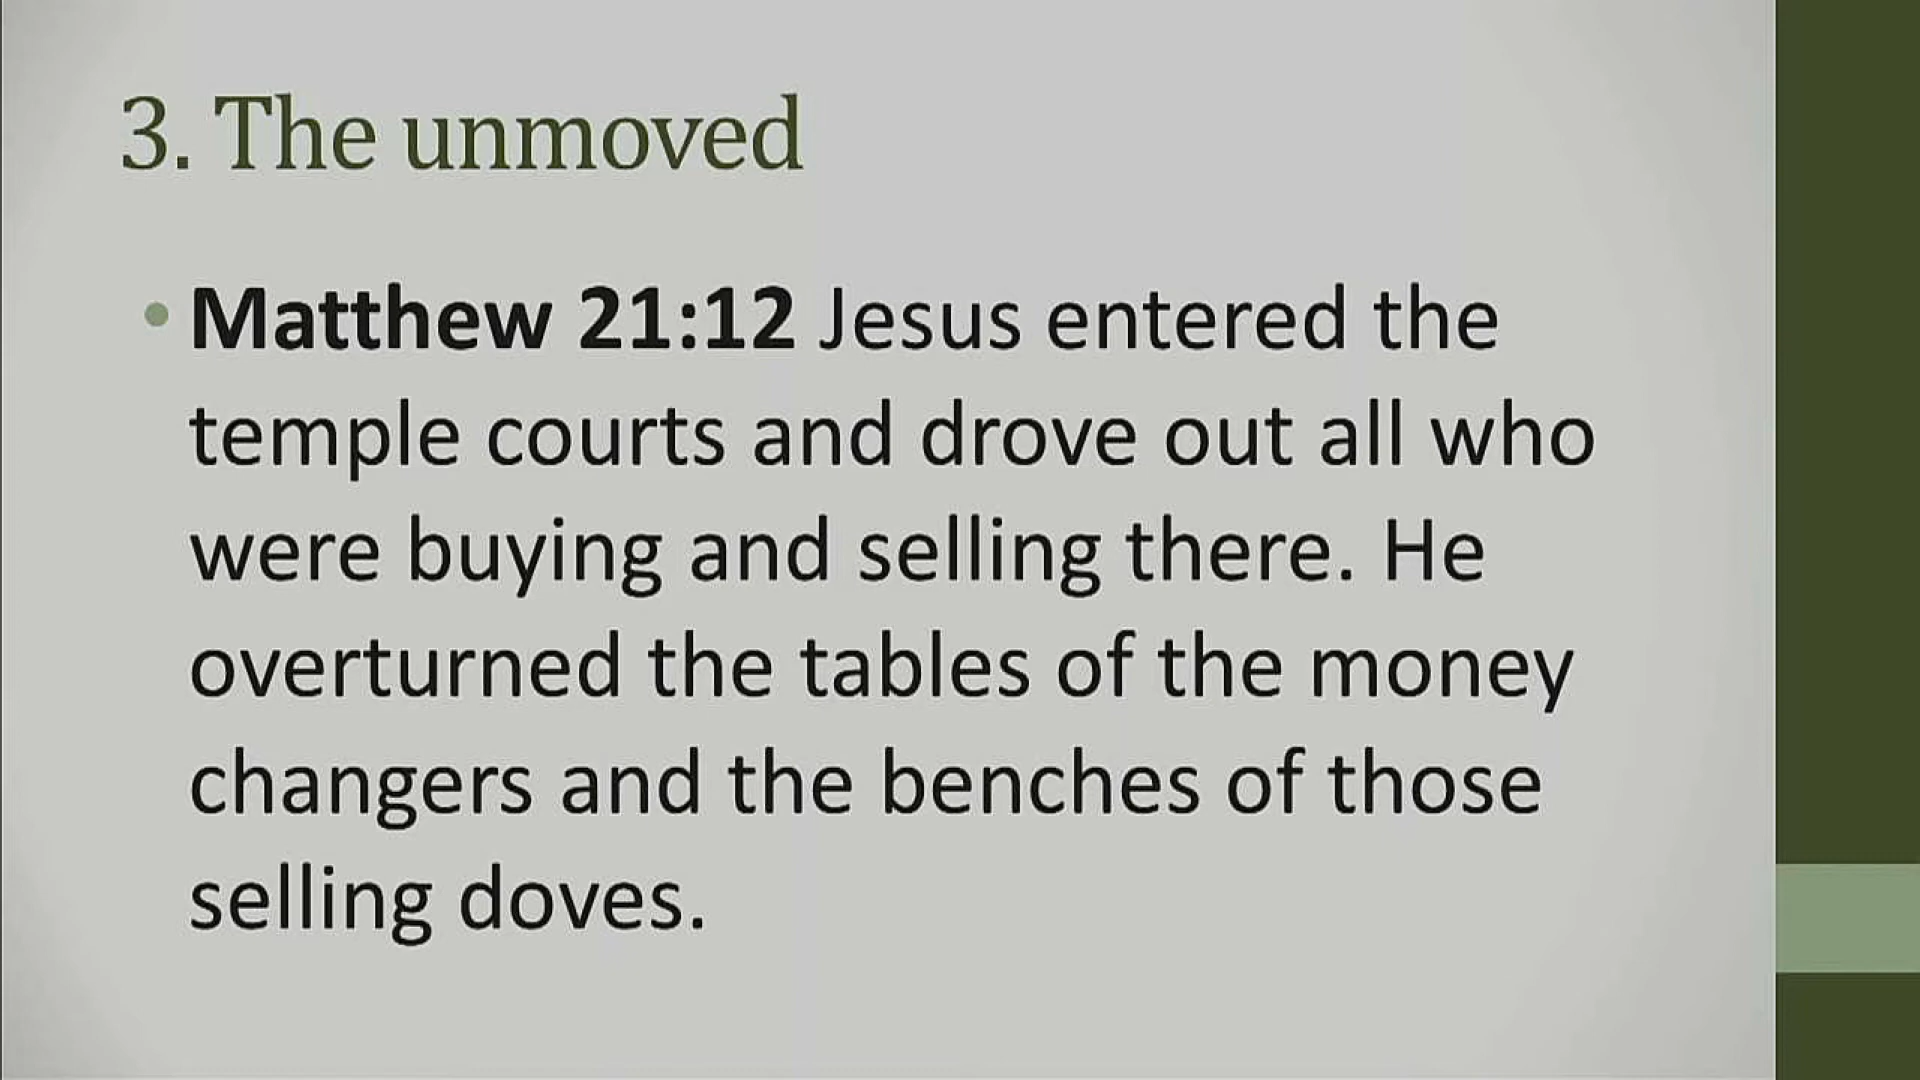 3. The unmoved
• Matthew 21:12 Jesus entered the
temple courts and drove out all who
were buying and selling there. He
overturned the tables of the money
changers and the benches of those
selling doves.